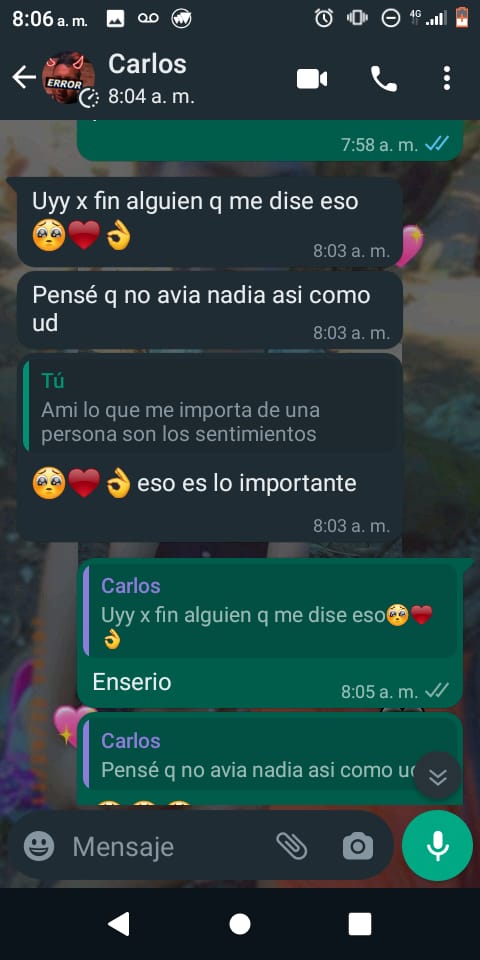 8:06 a. m.
4G
Carlos
8:04 a. m.
ERROR
7:58 a. m.
Uyy x fin alguien q me dise eso
🥺♥️👌
8:03 a. m.
Pensé q no avia nadia asi como
ud
8:03 a. m.
Tú
Ami lo que me importa de una
persona son los sentimientos
🥺♥️👌eso es lo importante
8:03 a. m.
Carlos
Uyy x fin alguien q me dise eso🥺♥️
👌
Enserio
8:05 a. m.
Carlos
Pensé q no avia nadia asi como
Mensaje